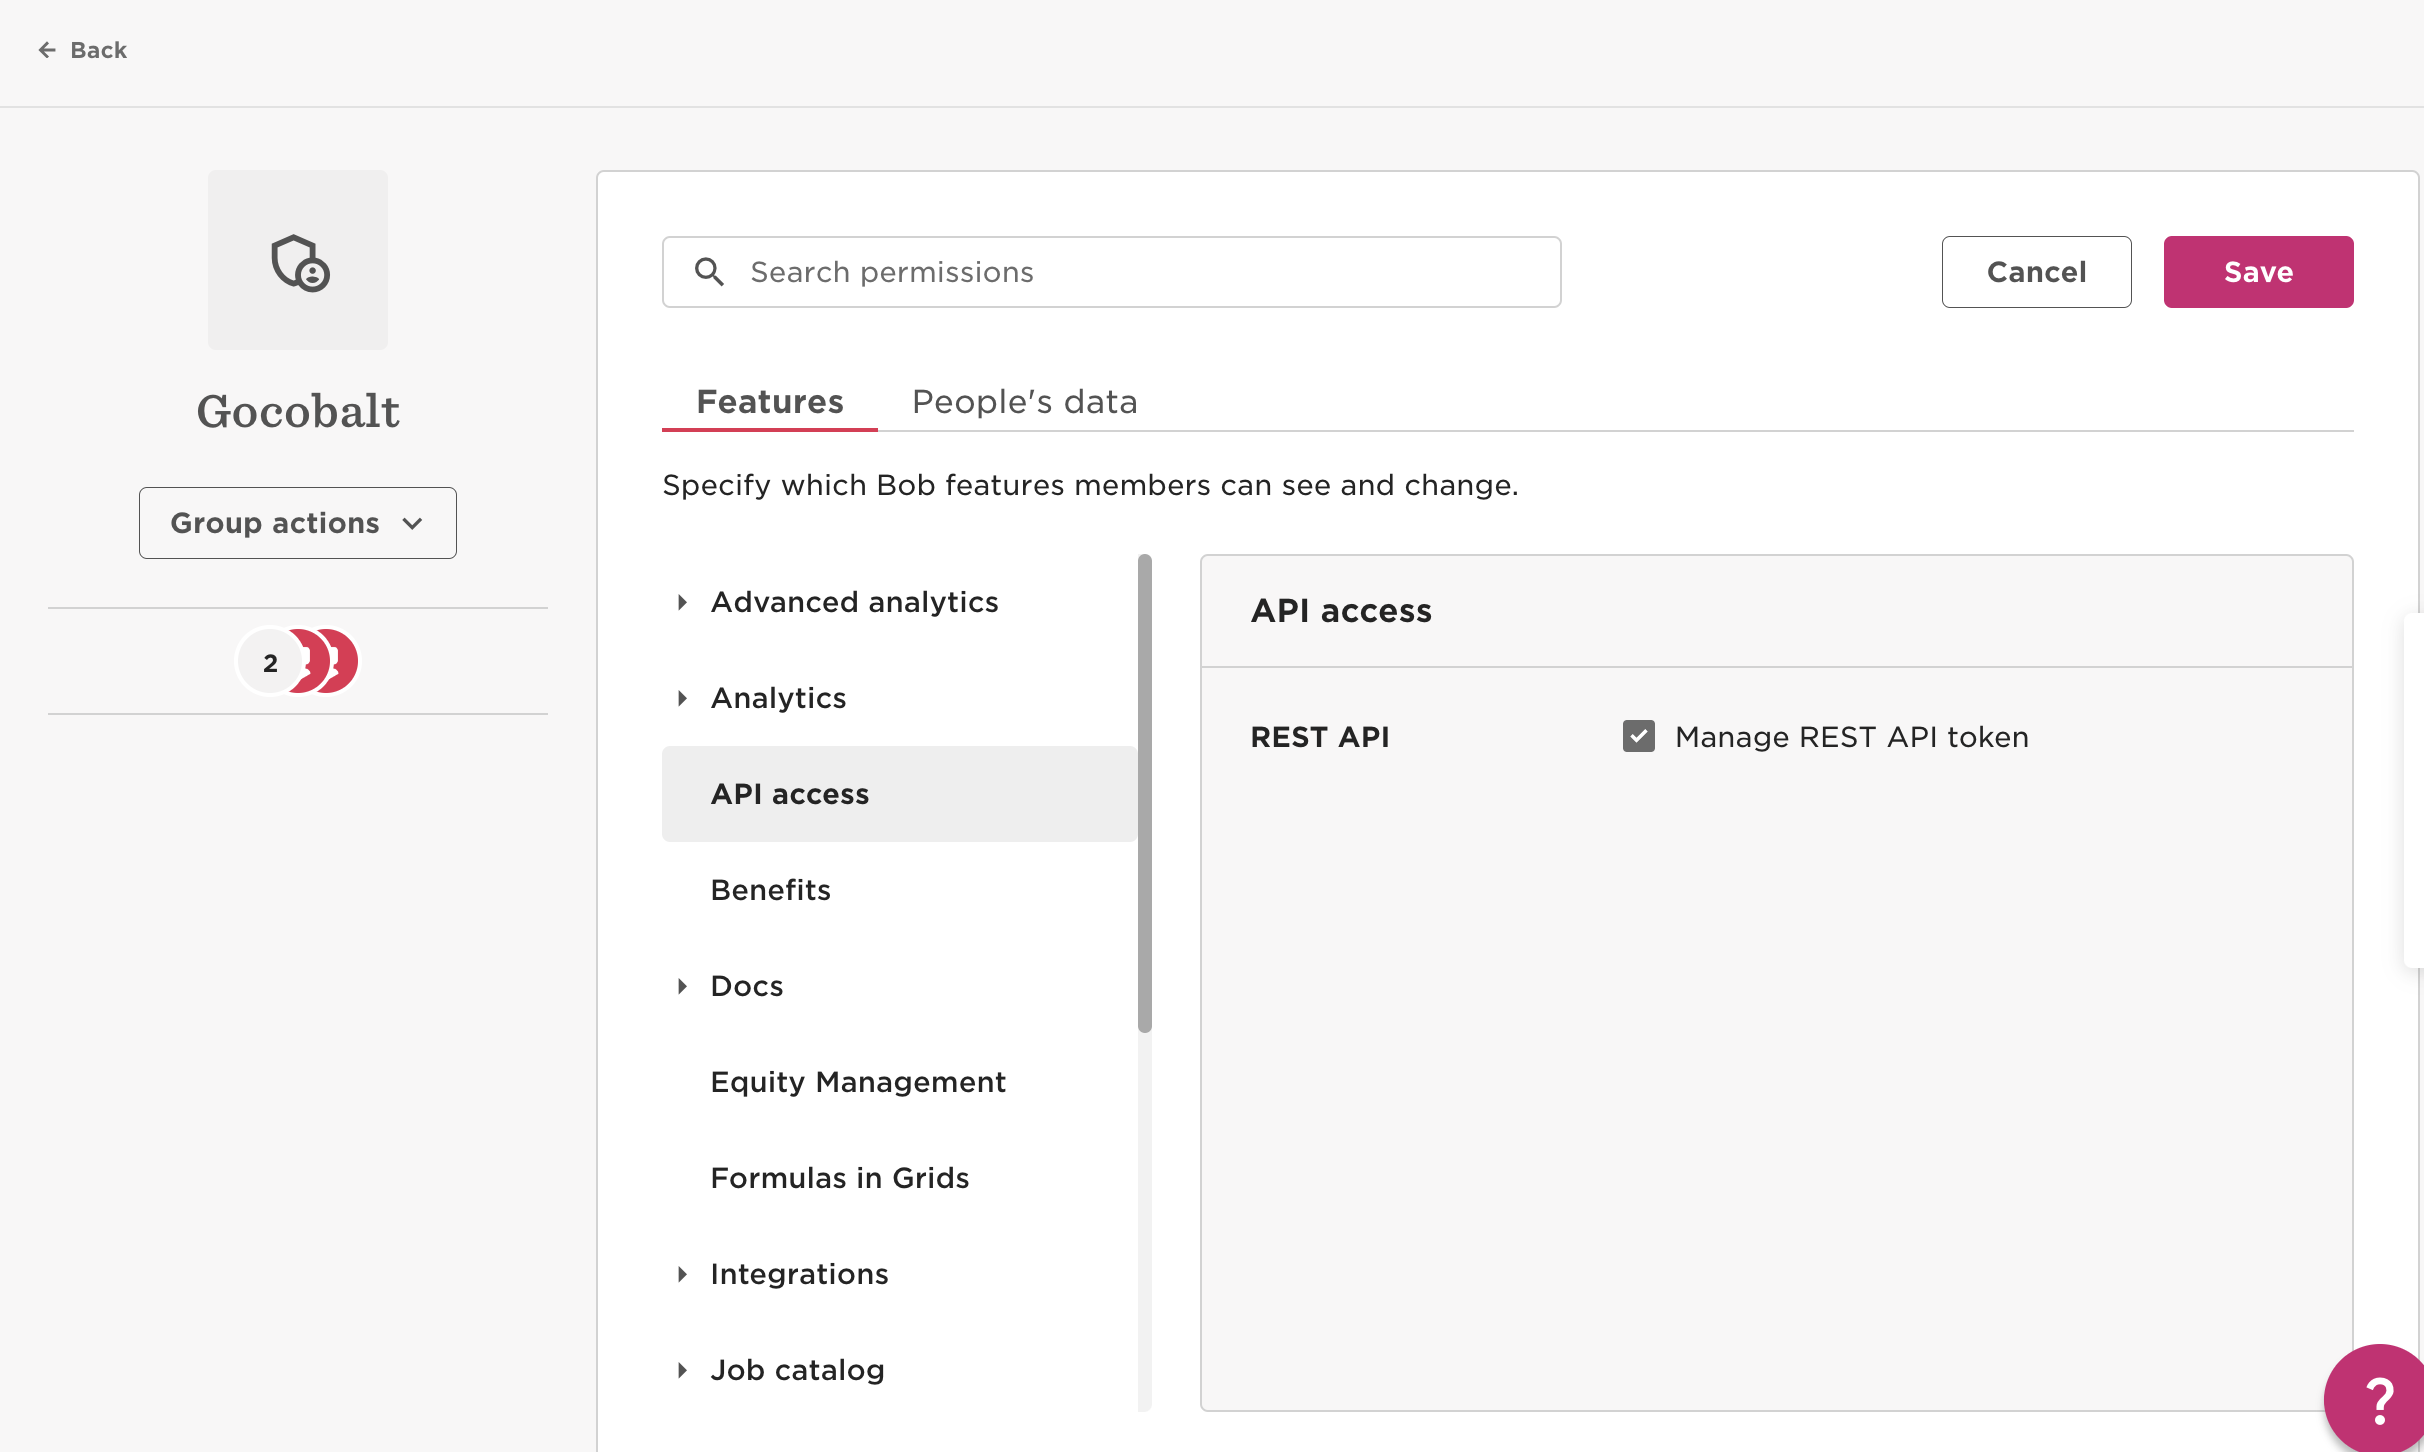 Back
Gocobalt
Group actions
2
Search permissions
Cancel
Save
Features
People's data
Specify which Bob features members can see and change.
Advanced analytics
Analytics
API access
Benefits
Docs
Equity Management
Formulas in Grids
Integrations
Job catalog
API access
REST API
Manage REST API token
?